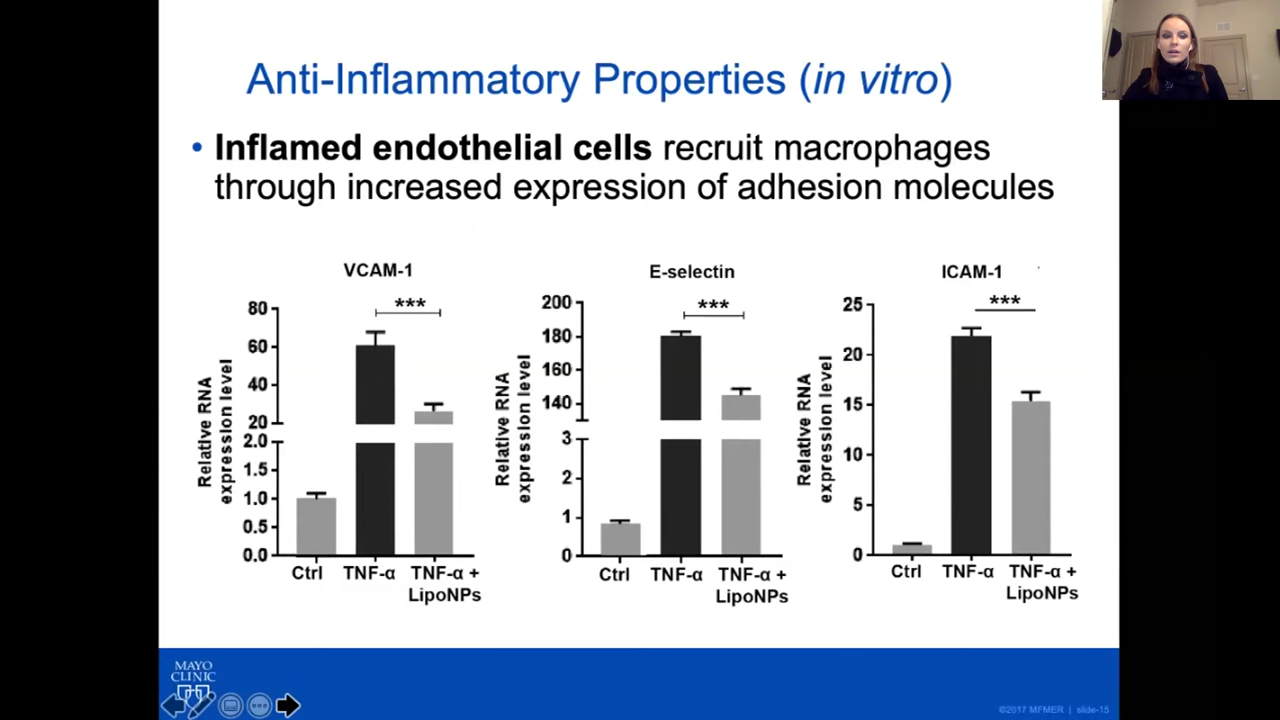 Anti-Inflammatory Properties (in vitro)
• Inflamed endothelial cells recruit macrophages
through increased expression of adhesion molecules
VCAM-1
***
Relative RNA
expression level
80
60
40
20
2.0
1.5
1.0
0.5
0.0
Ctrl
TNF-α
TNF-α +
LipoNPs
E-selectin
***
Relative RNA
expression level
200
180
160
140
3
2
1
0
Ctrl
TNF-α
TNF-α +
LipoNPs
ICAM-1
***
Relative RNA
expression level
25
20
15
10
5
0
Ctrl
TNF-α
TNF-α +
LipoNPs
MAYO
CLINIC
©2017 MFMER | slide-15